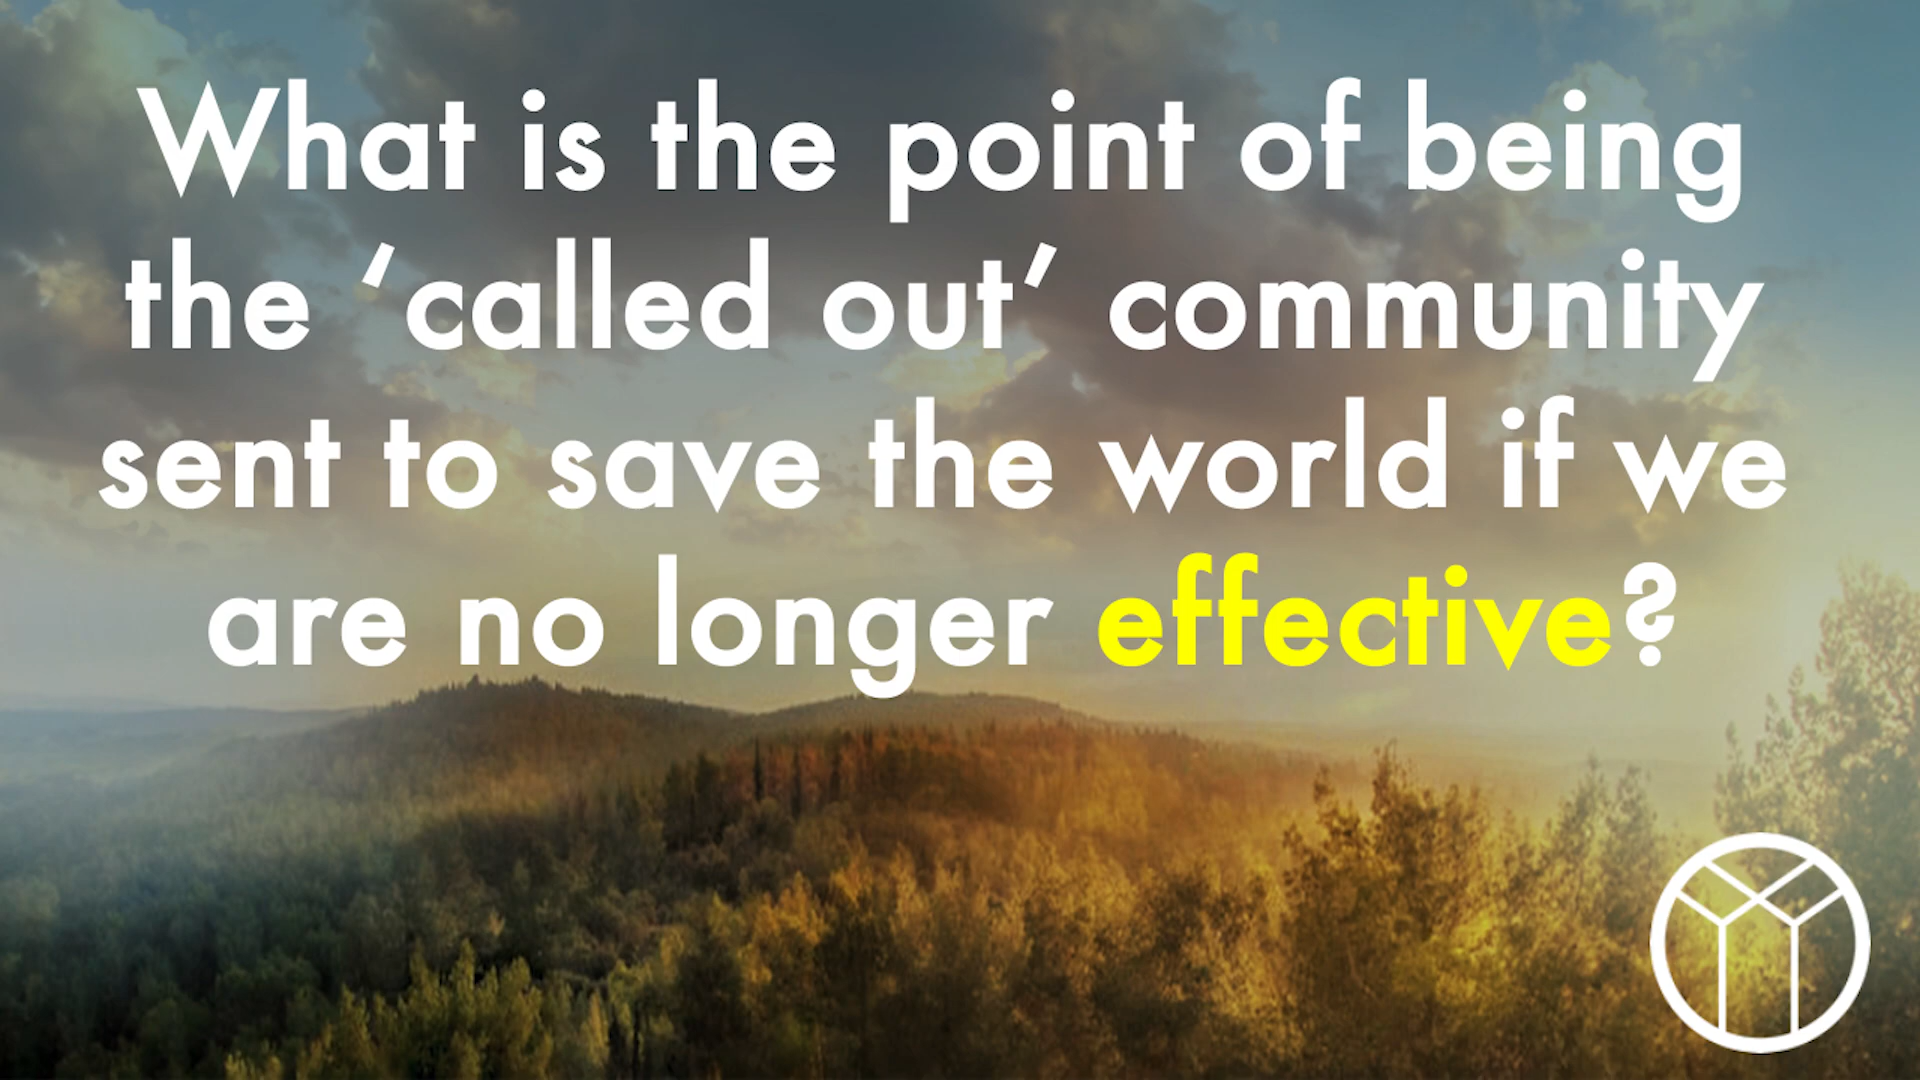 What is the point of being
the ‘called out’ community
sent to save the world if we
are no longer effective?